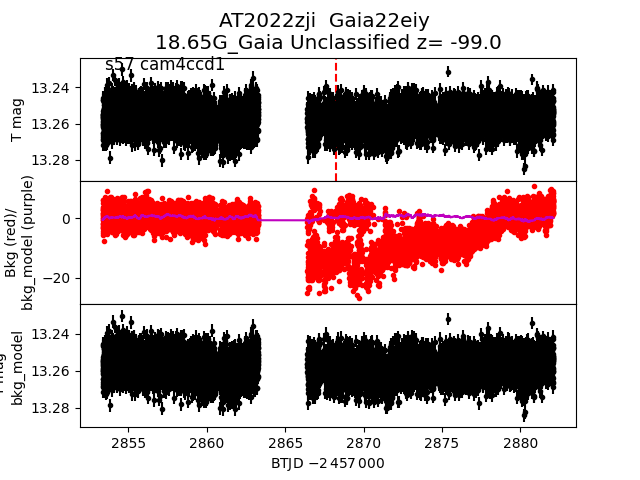 AT2022zji Gaia22eiy
18.65G_Gaia Unclassified z= -99.0
s57 cam4ccd1
T mag
13.24
13.26
13.28
Bkg (red)/
bkg_model (purple)
0
−20
bkg_model
13.24
13.26
13.28
2855 2860 2865 2870 2875 2880
BTJD −2 457 000